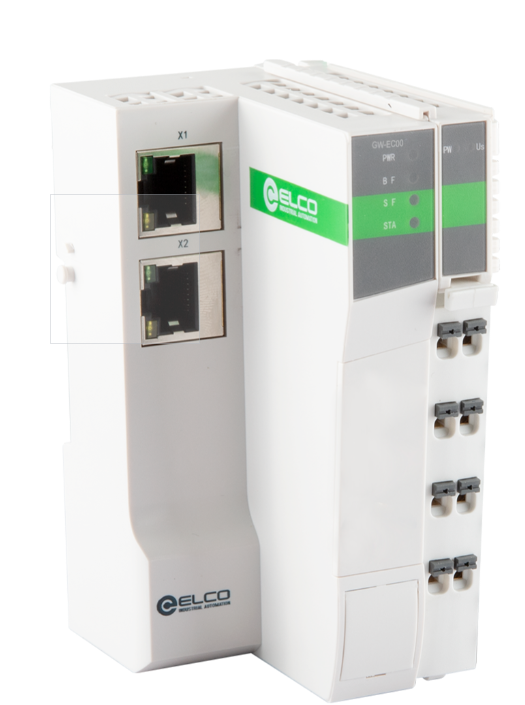 X1
X2
ELCO
INDUSTRIAL AUTOMATION
GW-EC00
PWR
B F
S F
STA
PW
Us
ELCO
INDUSTRIAL AUTOMATION